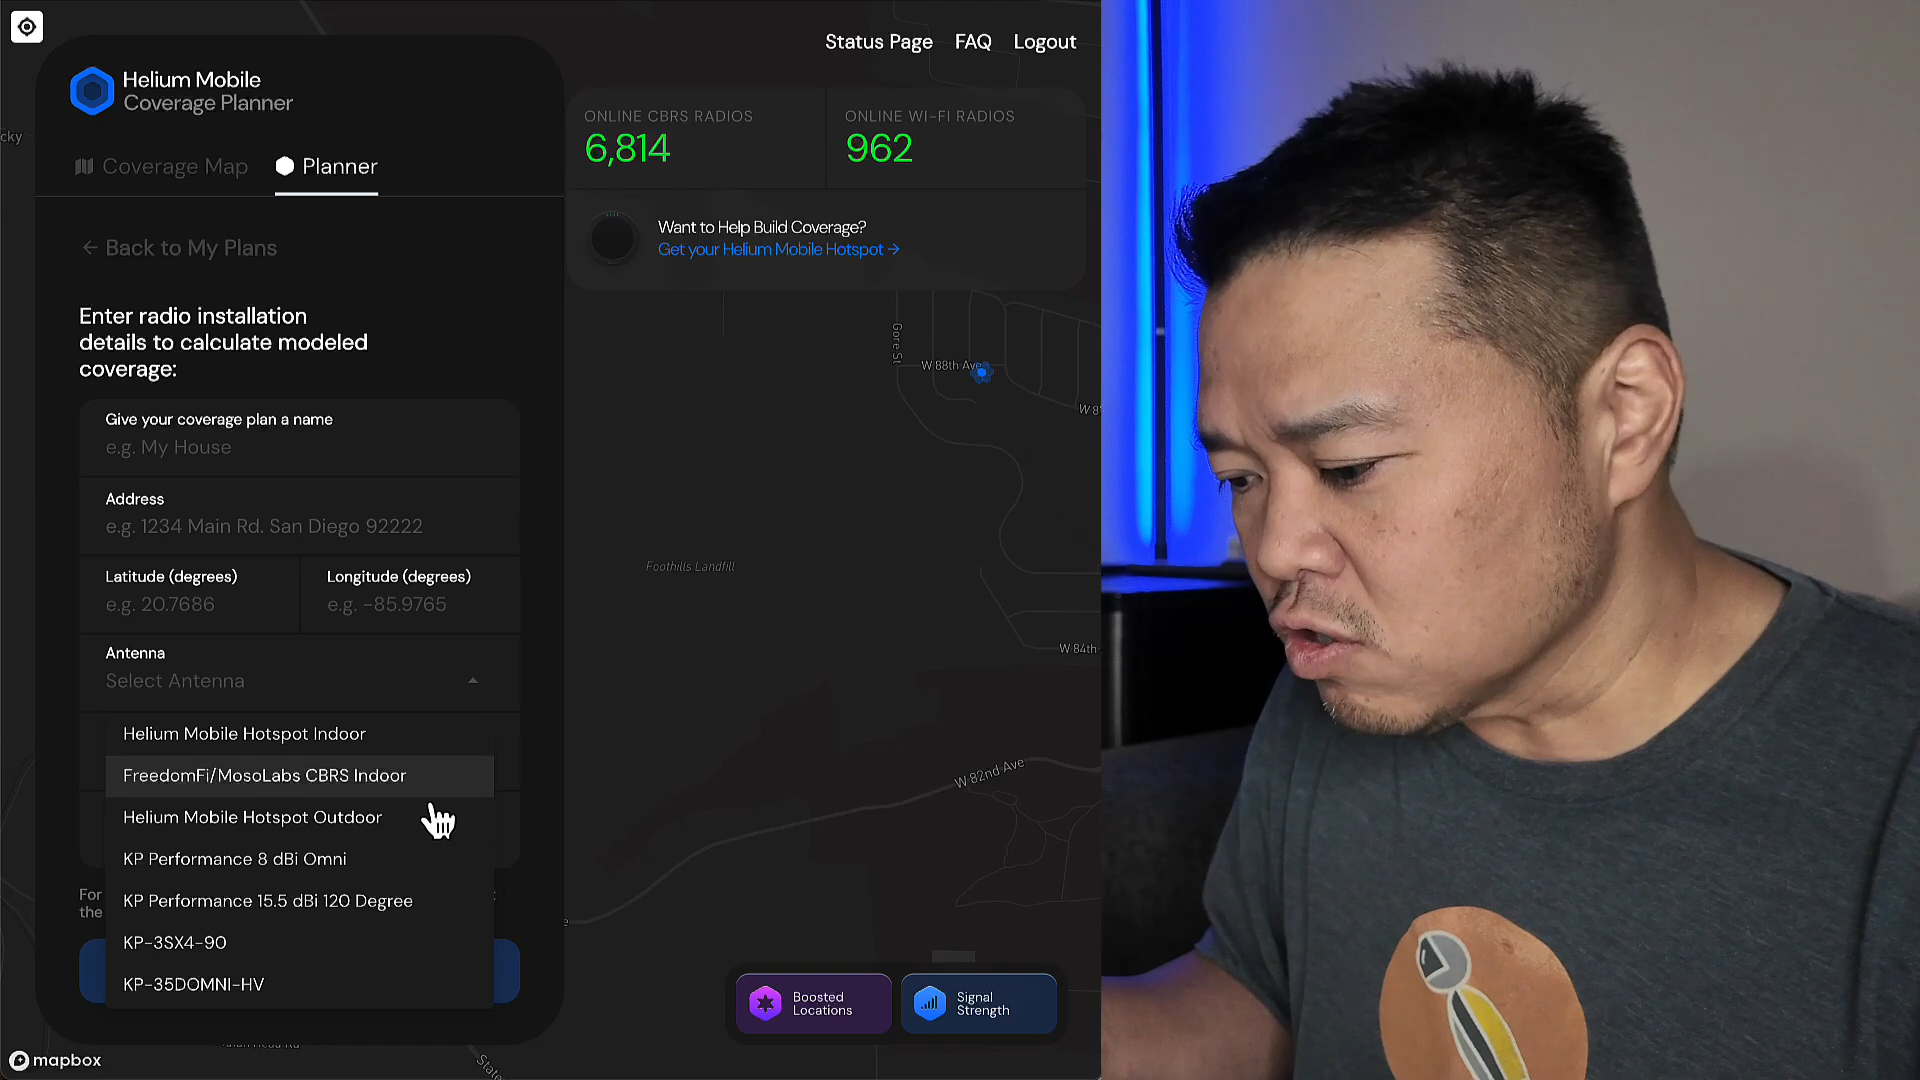 Status Page FAQ Logout
Helium Mobile
Coverage Planner
cky
Coverage Map Planner
ONLINE CBRS RADIOS
6,814
ONLINE WI-FI RADIOS
962
Want to Help Build Coverage?
Get your Helium Mobile Hotspot →
← Back to My Plans
Enter radio installation
details to calculate modeled
coverage:
Give your coverage plan a name
e.g. My House
Address
e.g. 1234 Main Rd. San Diego 92222
Latitude (degrees)
e.g. 20.7686
Longitude (degrees)
e.g. -85.9765
Antenna
Select Antenna
Helium Mobile Hotspot Indoor
FreedomFi/MosoLabs CBRS Indoor
Helium Mobile Hotspot Outdoor
KP Performance 8 dBi Omni
KP Performance 15.5 dBi 120 Degree
KP-3SX4-90
KP-35DOMNI-HV
For
the
Gore St
W 88th Ave
W 8
Foothills Landfill
W 84th
W 82nd Ave
State
Boosted
Locations
Signal
Strength
mapbox